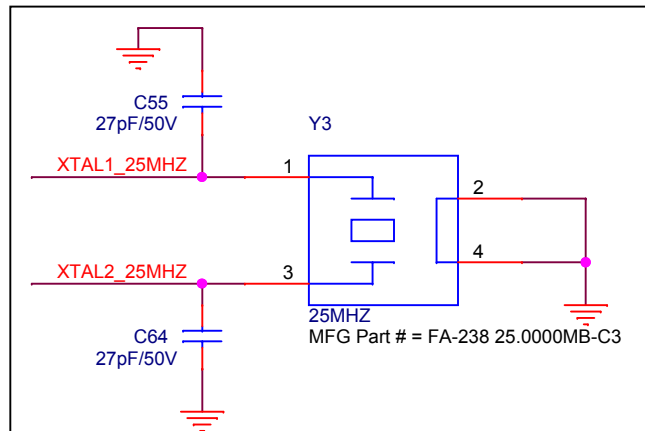 C55
27pF/50V
Y3
XTAL1_25MHZ
1
2
XTAL2_25MHZ
3
4
25MHZ
MFG Part # = FA-238 25.0000MB-C3
C64
27pF/50V